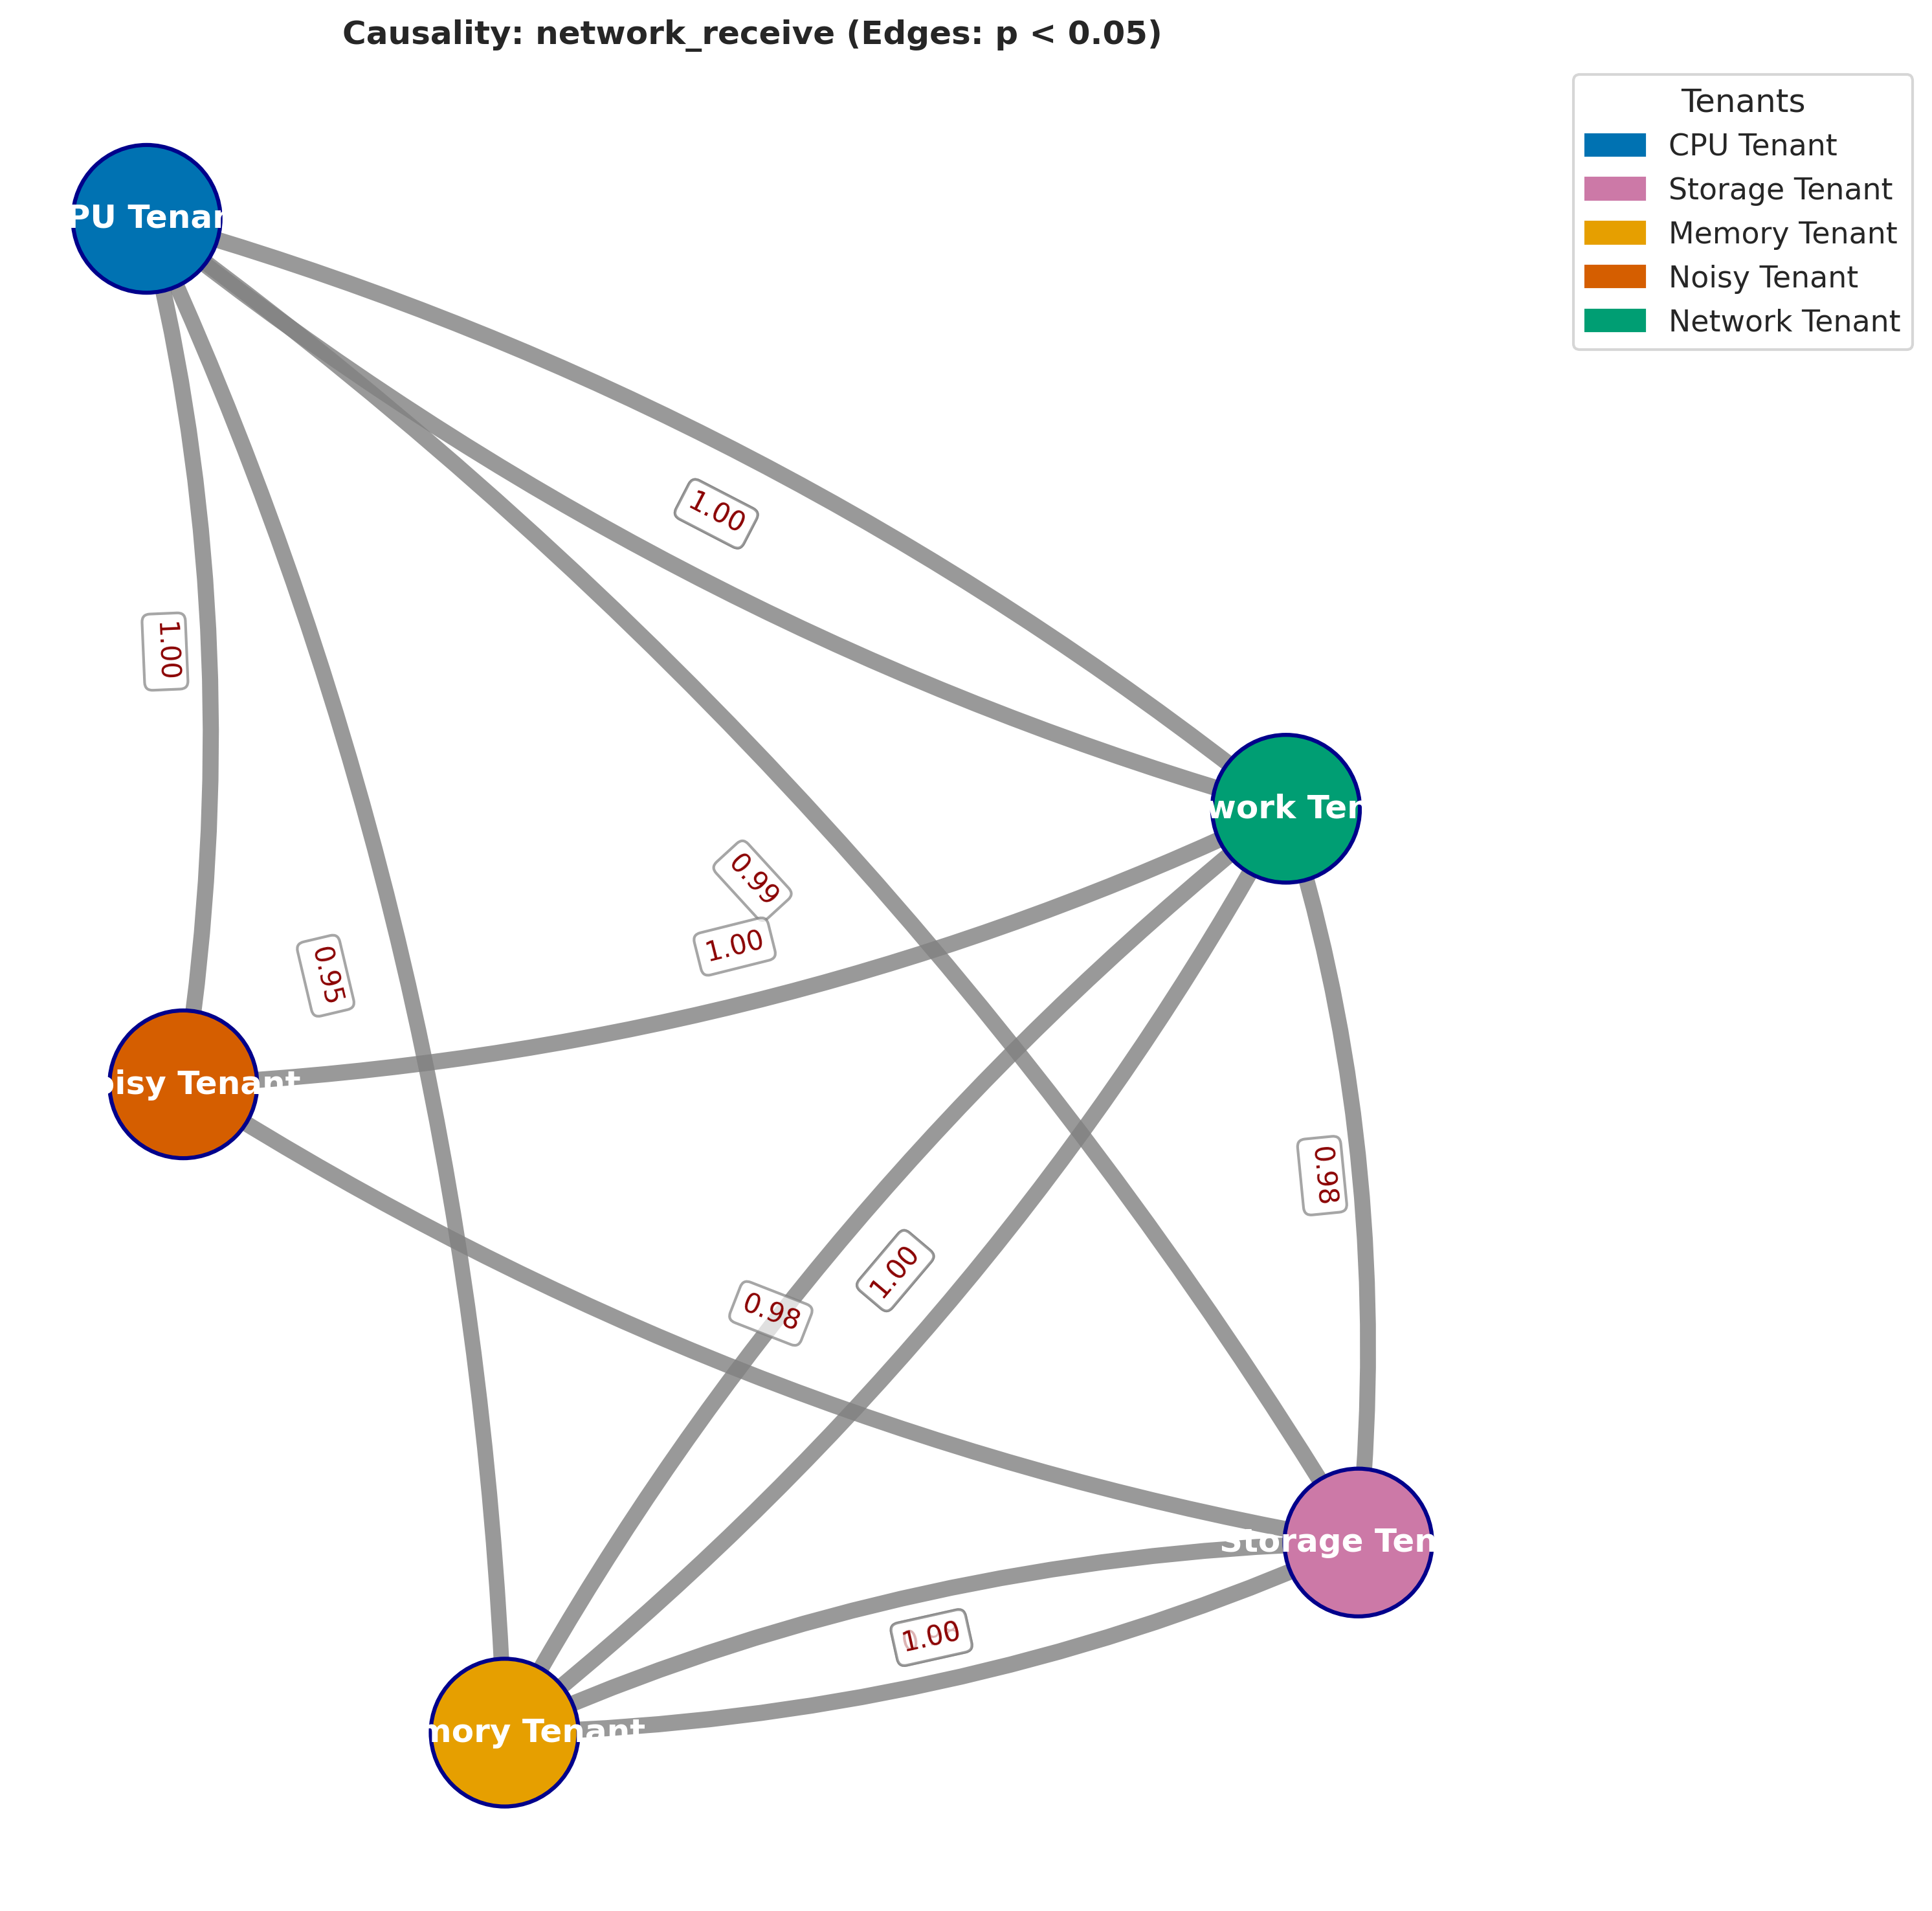 Causality: network_receive (Edges: p < 0.05)
Tenants
CPU Tenant
Storage Tenant
Memory Tenant
Noisy Tenant
Network Tenant
PU Tenan
1.00
1.00
work Ten
0.99
1.00
0.95
oisy Tenant
0.98
1.00
0.98
Storage Ten
1.00
mory Tenant